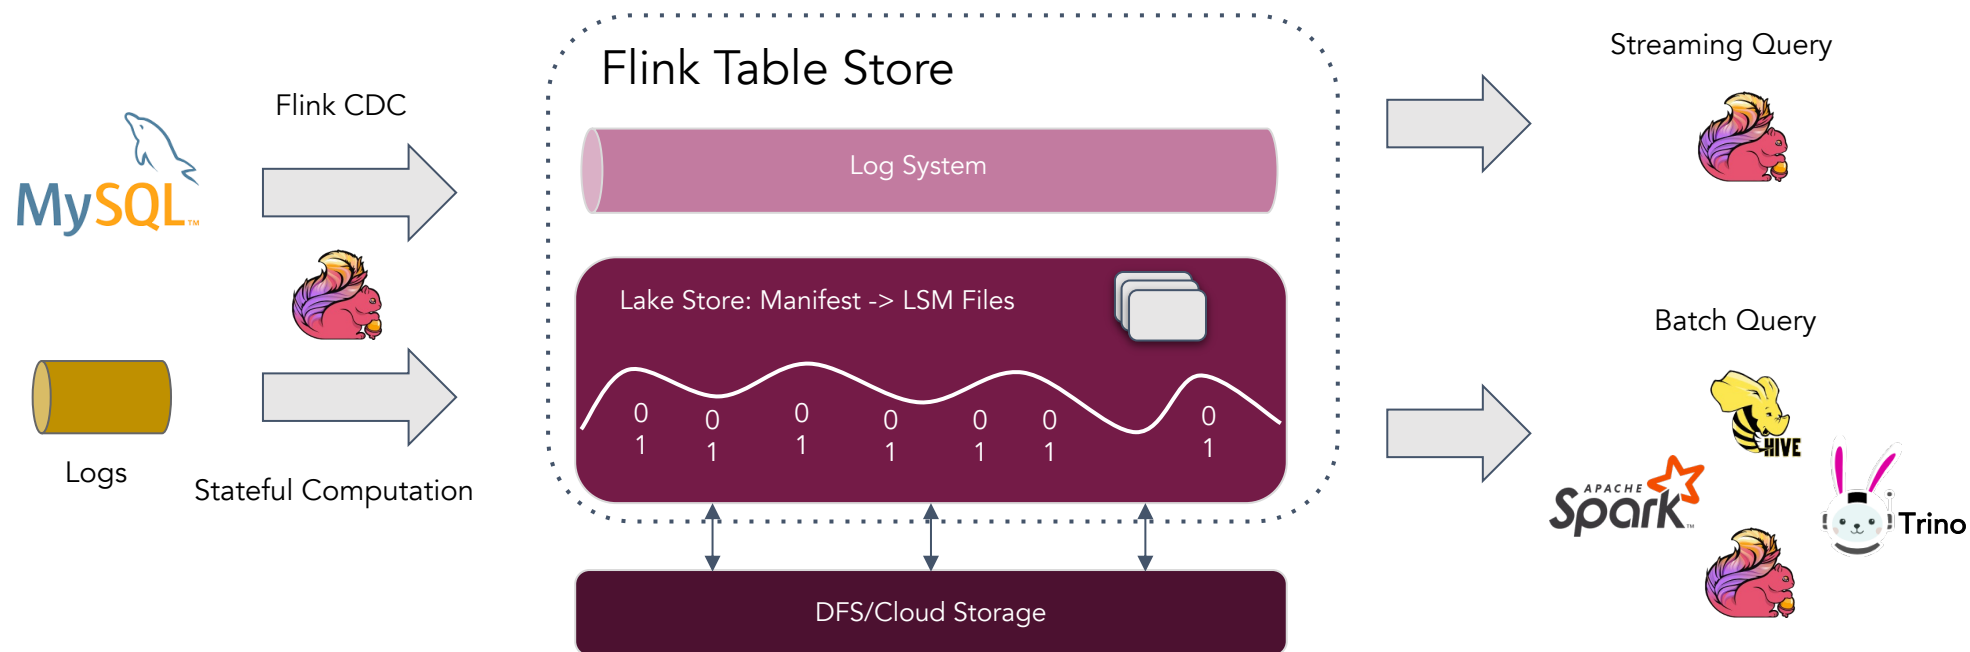 Flink Table Store
Streaming Query
Flink CDC
MySQL™
Log System
Lake Store: Manifest -> LSM Files
Batch Query
0 0 0 0 0 0 0
1 1 1 1 1 1 1
HIVE
APACHE
Spark™
Trino
Logs
Stateful Computation
DFS/Cloud Storage